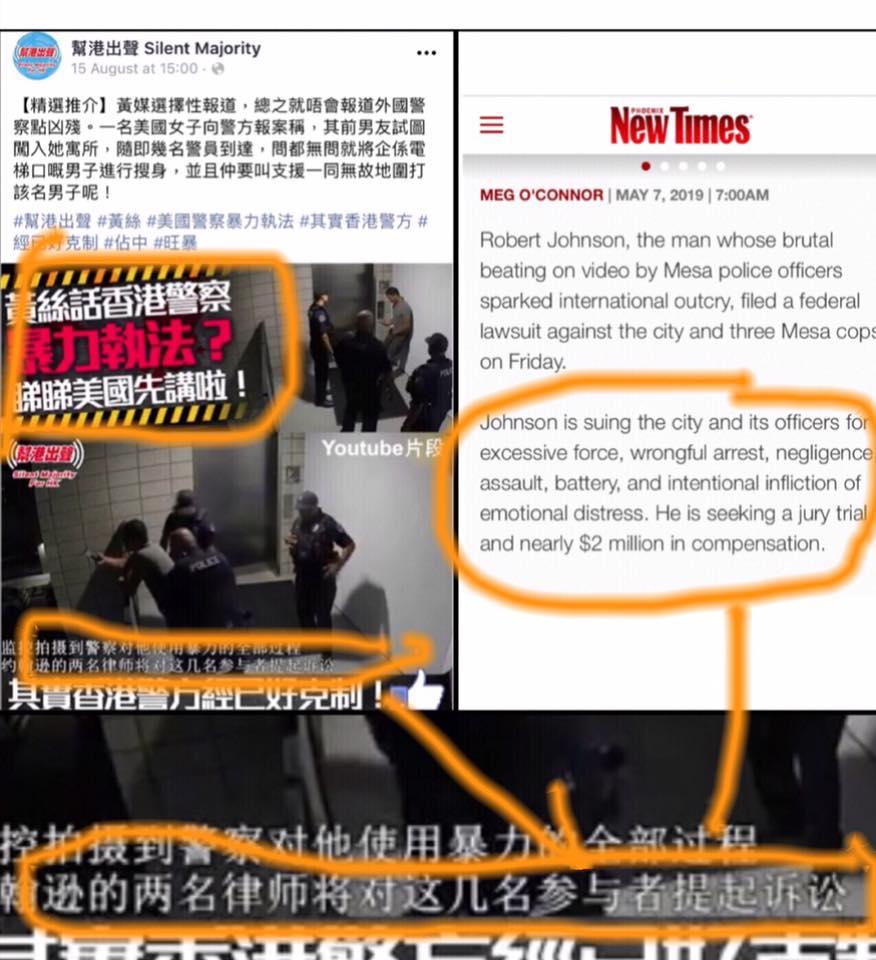 幫港出聲 Silent Majority
15 August at 15:00
【精選推介】黃媒選擇性報道，總之就唔會報道外國警
察點凶殘。一名美國女子向警方報案稱，其前男友試圖
闖入她寓所，隨即幾名警員到達，問都無問就將企係電
梯口嘅男子進行搜身，並且仲要叫支援一同無故地圍打
該名男子呢！
#幫港出聲 #黃絲 #美國警察暴力執法 #其實香港警方 #
經已好克制 #佔中 #旺暴
黃絲話香港警察
暴力執法？
睇睇美國先講啦！
幫港出聲
Silent Majority
For HK
Youtube片段
POLICE
监控拍摄到警察对他使用暴力的全部过程
约翰逊的两名律师将对这几名参与者提起诉讼
其實香港警方經已好克制！
PHOENIX
New Times
MEG O'CONNOR | MAY 7, 2019 | 7:00AM
Robert Johnson, the man whose brutal
beating on video by Mesa police officers
sparked international outcry, filed a federal
lawsuit against the city and three Mesa cops
on Friday.
Johnson is suing the city and its officers for
excessive force, wrongful arrest, negligence
assault, battery, and intentional infliction of
emotional distress. He is seeking a jury trial
and nearly $2 million in compensation.
控拍摄到警察对他使用暴力的全部过程
翰逊的两名律师将对这几名参与者提起诉讼